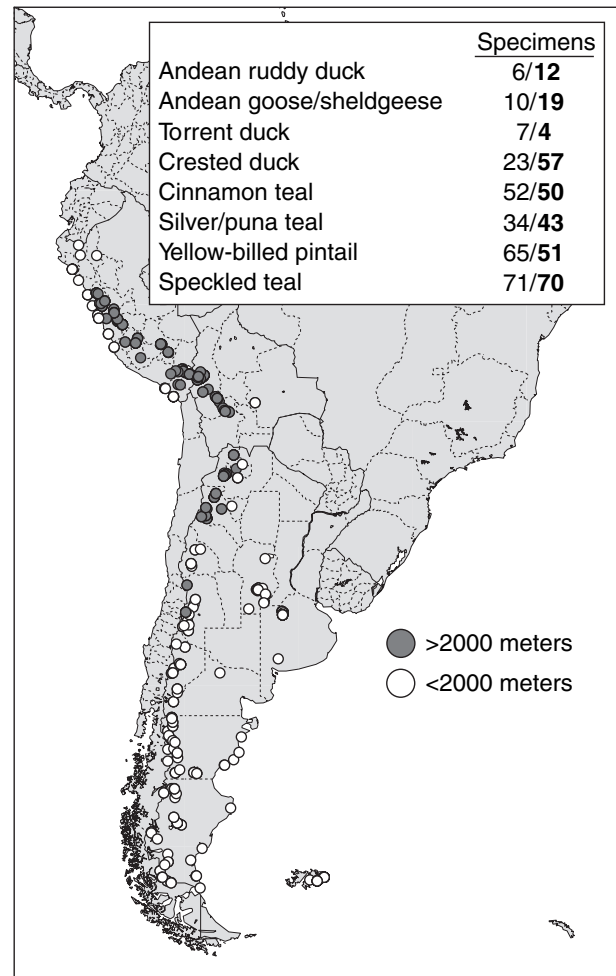 Specimens
Andean ruddy duck 6/12
Andean goose/sheldgeese 10/19
Torrent duck 7/4
Crested duck 23/57
Cinnamon teal 52/50
Silver/puna teal 34/43
Yellow-billed pintail 65/51
Speckled teal 71/70
>2000 meters
<2000 meters